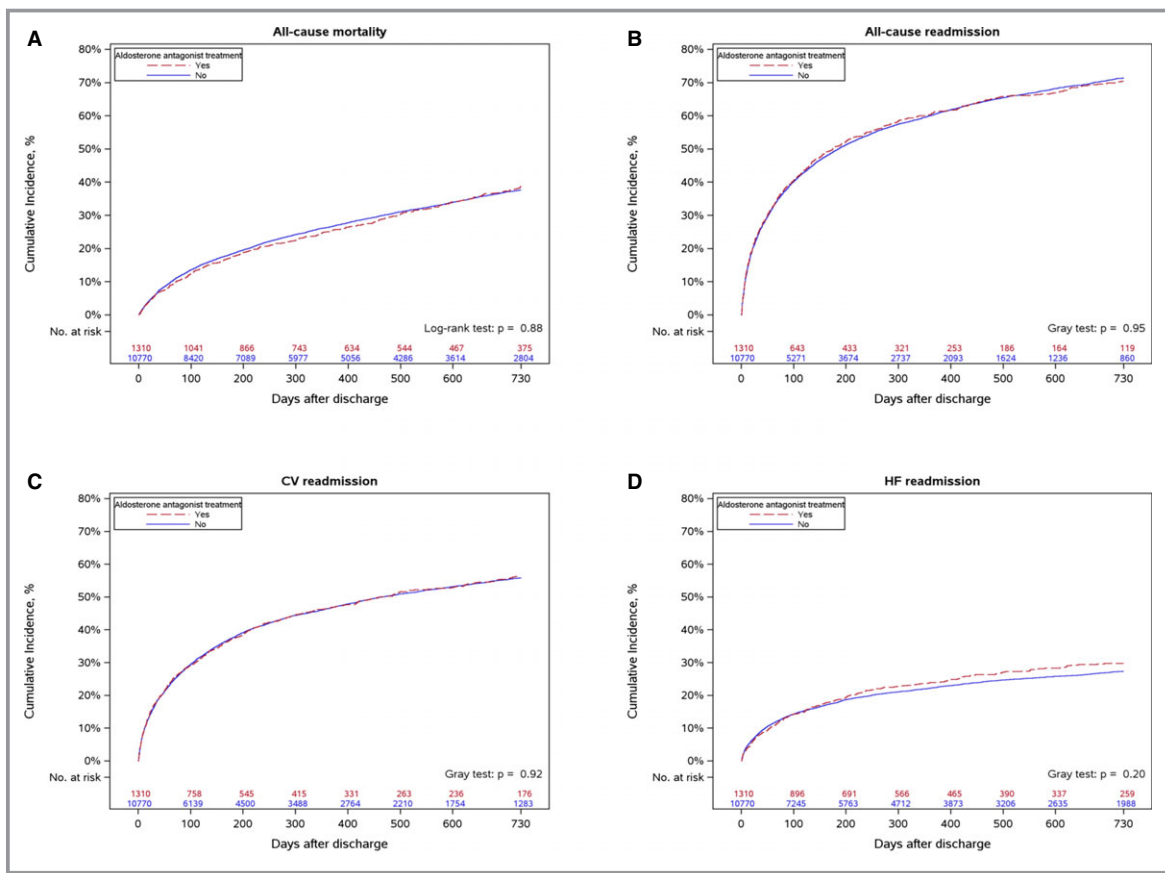 A
All-cause mortality
80%
70%
60%
50%
40%
30%
20%
10%
0%
Cumulative Incidence, %
Aldosterone antagonist treatment
Yes
No
No. at risk
Log-rank test: p = 0.88
1310 1041 866 743 634 544 467 375
10770 8420 7089 5977 5056 4286 3614 2804
0 100 200 300 400 500 600 730
Days after discharge
B
All-cause readmission
80%
70%
60%
50%
40%
30%
20%
10%
0%
Cumulative Incidence, %
Aldosterone antagonist treatment
Yes
No
No. at risk
Gray test: p = 0.95
1310 643 433 321 253 186 164 119
10770 5271 3674 2737 2093 1624 1236 860
0 100 200 300 400 500 600 730
Days after discharge
C
CV readmission
80%
70%
60%
50%
40%
30%
20%
10%
0%
Cumulative Incidence, %
Aldosterone antagonist treatment
Yes
No
No. at risk
Gray test: p = 0.92
1310 758 545 415 331 263 236 176
10770 6139 4500 3488 2764 2210 1754 1283
0 100 200 300 400 500 600 730
Days after discharge
D
HF readmission
80%
70%
60%
50%
40%
30%
20%
10%
0%
Cumulative Incidence, %
Aldosterone antagonist treatment
Yes
No
No. at risk
Gray test: p = 0.20
1310 896 691 566 465 390 337 259
10770 7245 5763 4712 3873 3206 2635 1988
0 100 200 300 400 500 600 730
Days after discharge